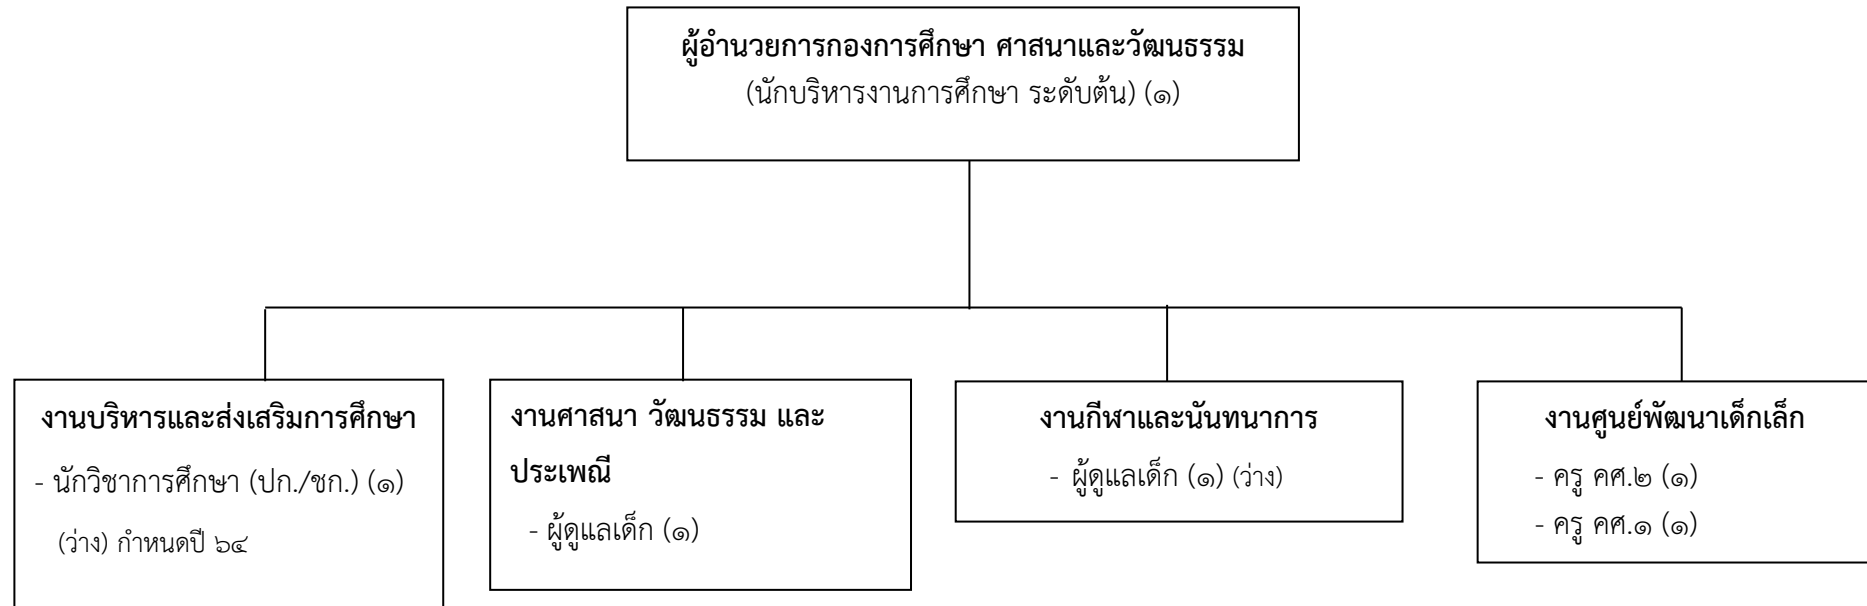 ผู้อำนวยการกองการศึกษา ศาสนาและวัฒนธรรม
(นักบริหารงานการศึกษา ระดับต้น) (๑)
งานบริหารและส่งเสริมการศึกษา
- นักวิชาการศึกษา (ปก./ชก.) (๑)
(ว่าง) กำหนดปี ๖๔
งานศาสนา วัฒนธรรม และ
ประเพณี
- ผู้ดูแลเด็ก (๑)
งานกีฬาและนันทนาการ
- ผู้ดูแลเด็ก (๑) (ว่าง)
งานศูนย์พัฒนาเด็กเล็ก
- ครู คศ.๒ (๑)
- ครู คศ.๑ (๑)